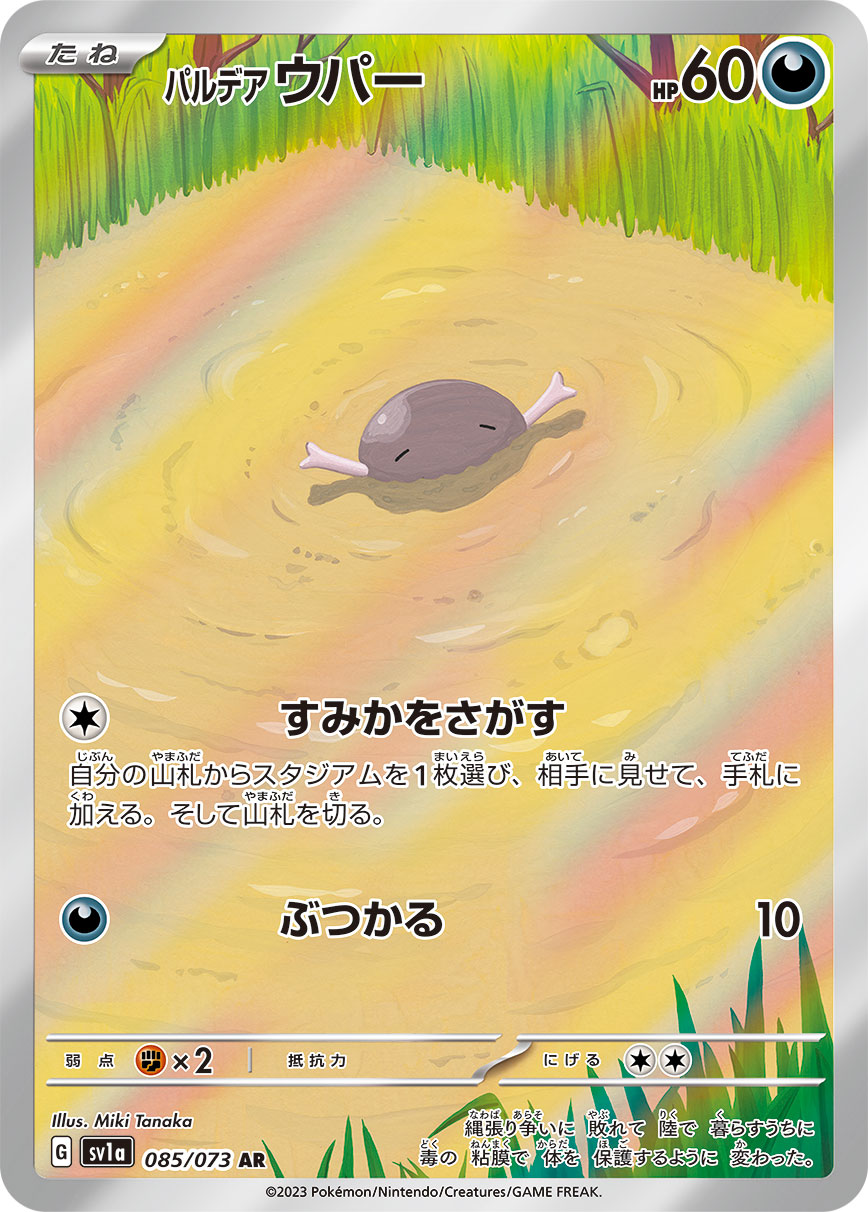 たね
パルデア ウパー HP60
すみかをさがす
自分の山札からスタジアムを1枚選び、相手に見せて、手札に
加える。そして山札を切る。
ぶつかる 10
弱点 ×2 抵抗力 にげる
Illus. Miki Tanaka
縄張り争いに 敗れて 陸で 暮らすうちに
毒の 粘膜で 体を 保護するように 変わった。
G sv1a 085/073 AR
©2023 Pokémon/Nintendo/Creatures/GAME FREAK.